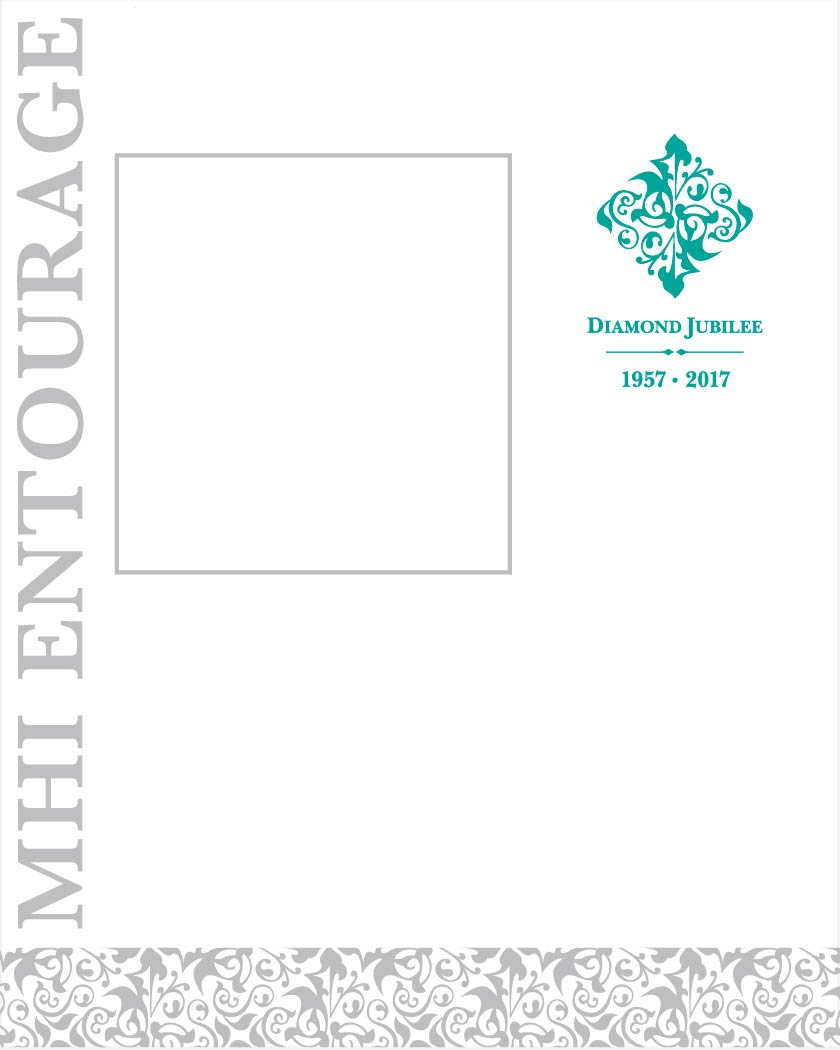 MHI ENTOURAGE
DIAMOND JUBILEE
1957 • 2017